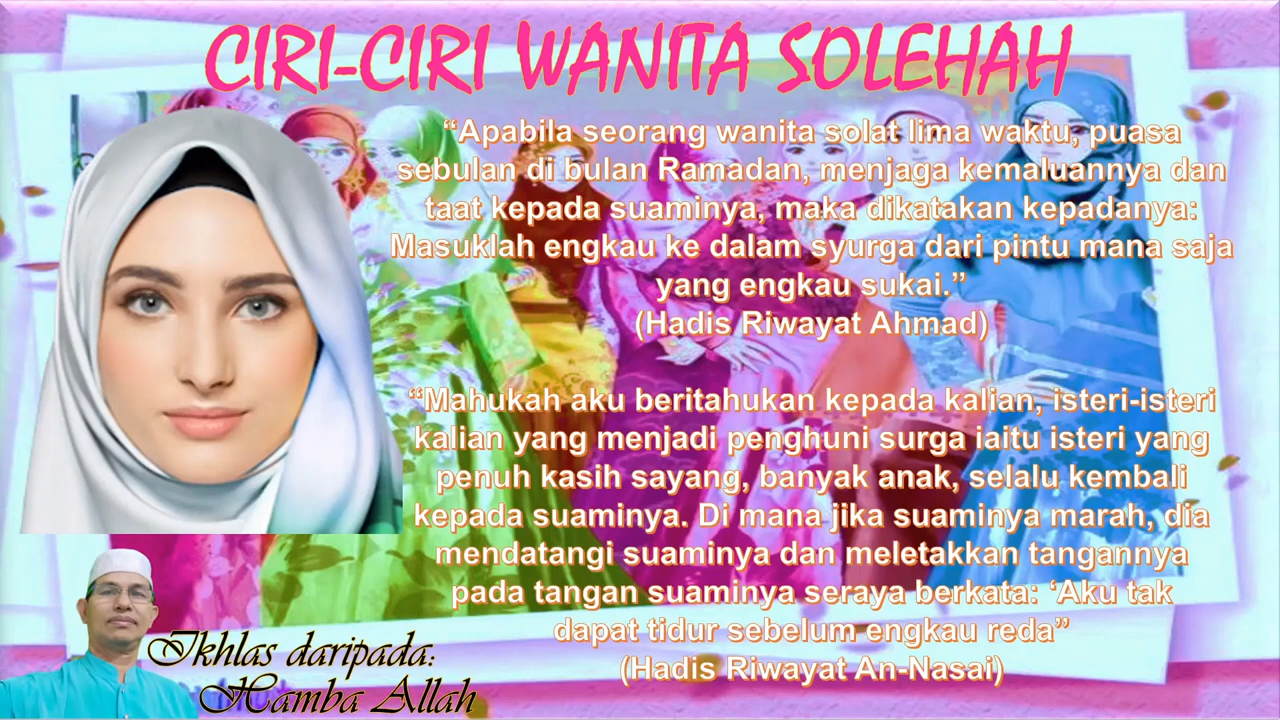 CIRI-CIRI WANITA SOLEHAH
“Apabila seorang wanita solat lima waktu, puasa
sebulan di bulan Ramadan, menjaga kemaluannya dan
taat kepada suaminya, maka dikatakan kepadanya:
Masuklah engkau ke dalam syurga dari pintu mana saja
yang engkau sukai.”
(Hadis Riwayat Ahmad)
“Mahukah aku beritahukan kepada kalian, isteri-isteri
kalian yang menjadi penghuni surga iaitu isteri yang
penuh kasih sayang, banyak anak, selalu kembali
kepada suaminya. Di mana jika suaminya marah, dia
mendatangi suaminya dan meletakkan tangannya
pada tangan suaminya seraya berkata: ‘Aku tak
dapat tidur sebelum engkau reda”
(Hadis Riwayat An-Nasai)
Ikhlas daripada:
Hamba Allah